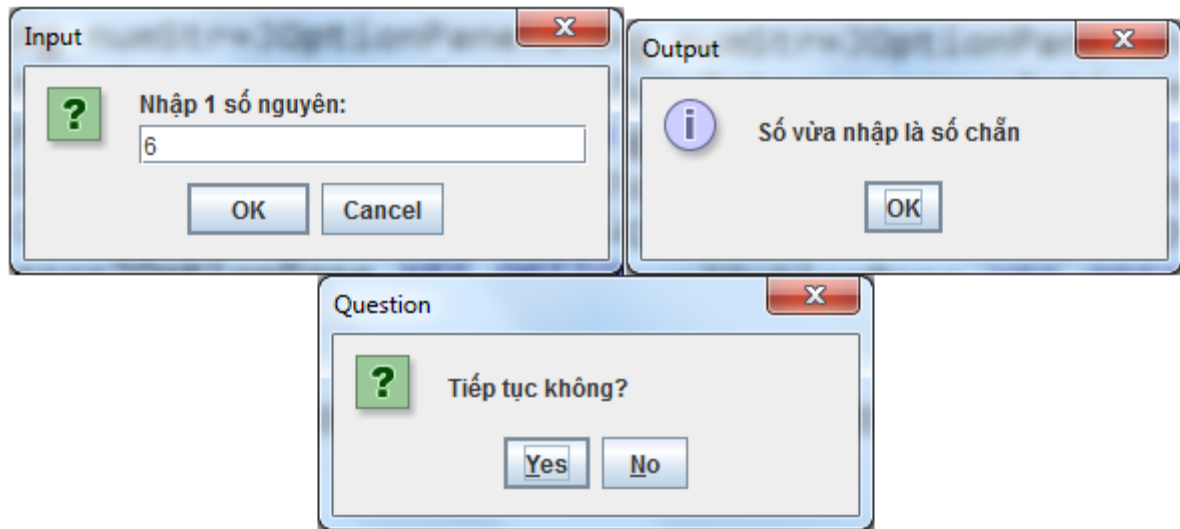 Input
Nhập 1 số nguyên:
6
OK Cancel
Output
Số vừa nhập là số chẵn
OK
Question
Tiếp tục không?
Yes No